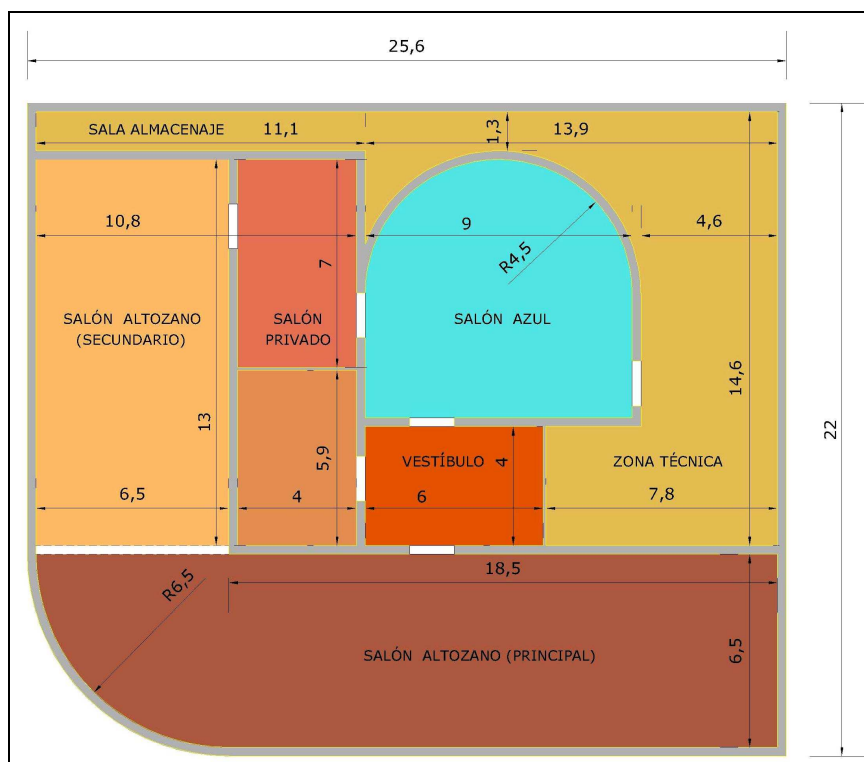 25,6
SALA ALMACENAJE
11,1
1,3
13,9
10,8
9
4,6
R4,5
7
SALÓN ALTOZANO
(SECUNDARIO)
SALÓN
PRIVADO
SALÓN AZUL
14,6
13
22
5,9
VESTÍBULO
4
ZONA TÉCNICA
6,5
4
6
7,8
18,5
R6,5
SALÓN ALTOZANO (PRINCIPAL)
6,5